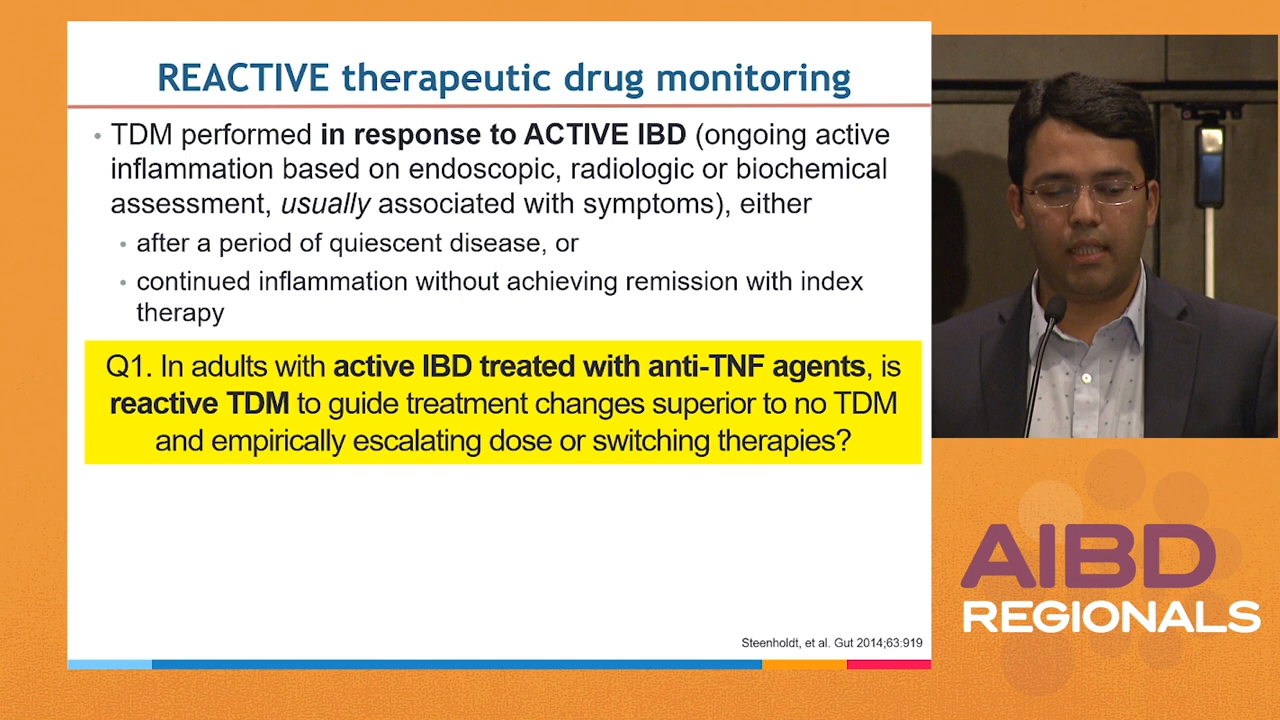 REACTIVE therapeutic drug monitoring
• TDM performed in response to ACTIVE IBD (ongoing active
inflammation based on endoscopic, radiologic or biochemical
assessment, usually associated with symptoms), either
• after a period of quiescent disease, or
• continued inflammation without achieving remission with index
therapy
Q1. In adults with active IBD treated with anti-TNF agents, is
reactive TDM to guide treatment changes superior to no TDM
and empirically escalating dose or switching therapies?
Steenholdt, et al. Gut 2014;63:919
AIBD
REGIONALS